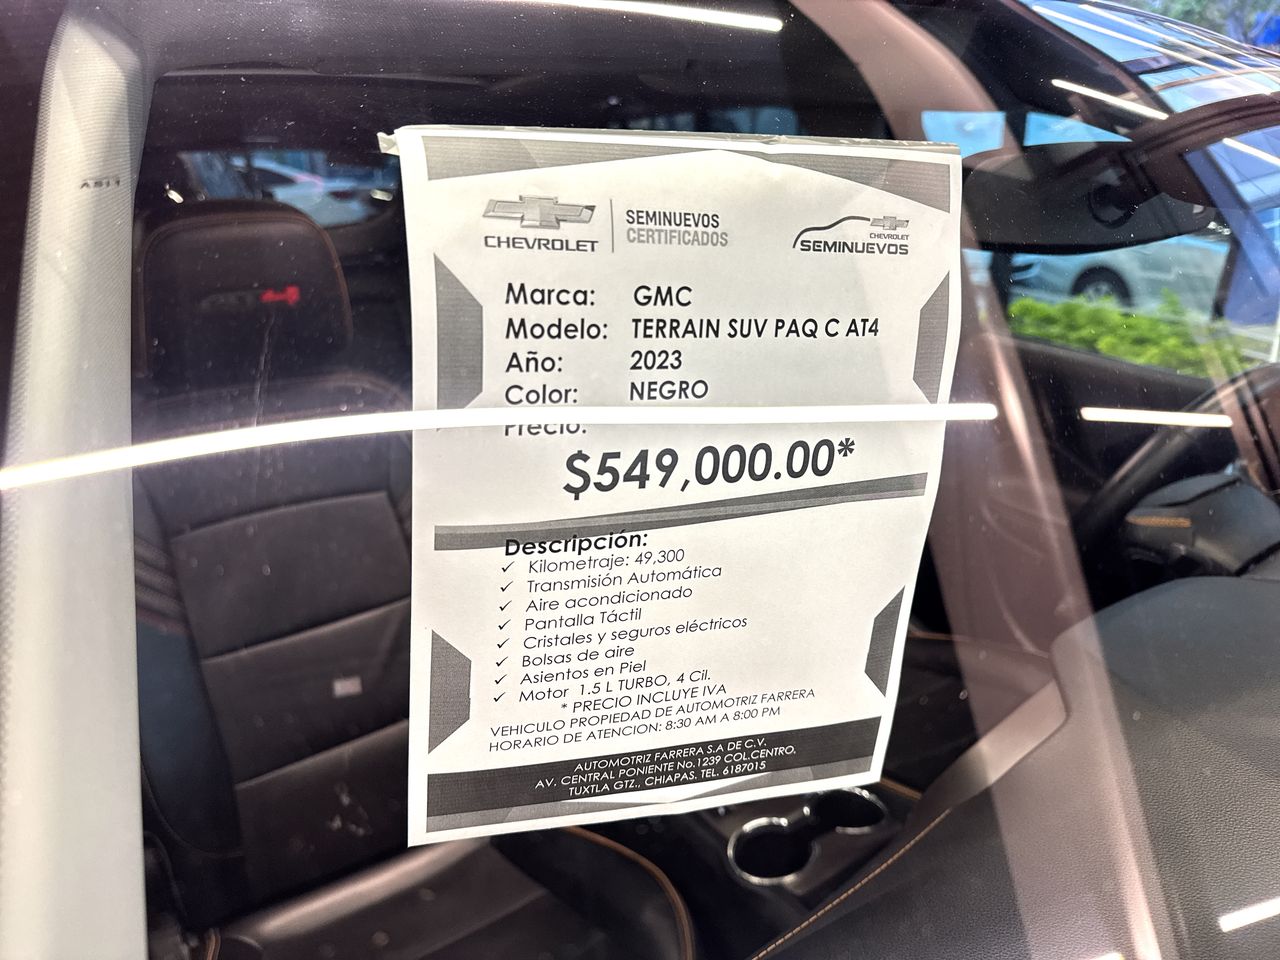 CHEVROLET
SEMINUEVOS
CERTIFICADOS
CHEVROLET
SEMINUEVOS
Marca: GMC
Modelo: TERRAIN SUV PAQ C AT4
Año: 2023
Color: NEGRO
Precio:
$549,000.00*
Descripción:
✓ Kilometraje: 49,300
✓ Transmisión Automática
✓ Aire acondicionado
✓ Pantalla Táctil
✓ Cristales y seguros eléctricos
✓ Bolsas de aire
✓ Asientos en Piel
✓ Motor 1.5 L TURBO, 4 Cil.
* PRECIO INCLUYE IVA
VEHICULO PROPIEDAD DE AUTOMOTRIZ FARRERA
HORARIO DE ATENCION: 8:30 AM A 8:00 PM
AUTOMOTRIZ FARRERA S.A DE C.V.
AV. CENTRAL PONIENTE No.1239 COL.CENTRO.
TUXTLA GTZ., CHIAPAS. TEL. 6187015